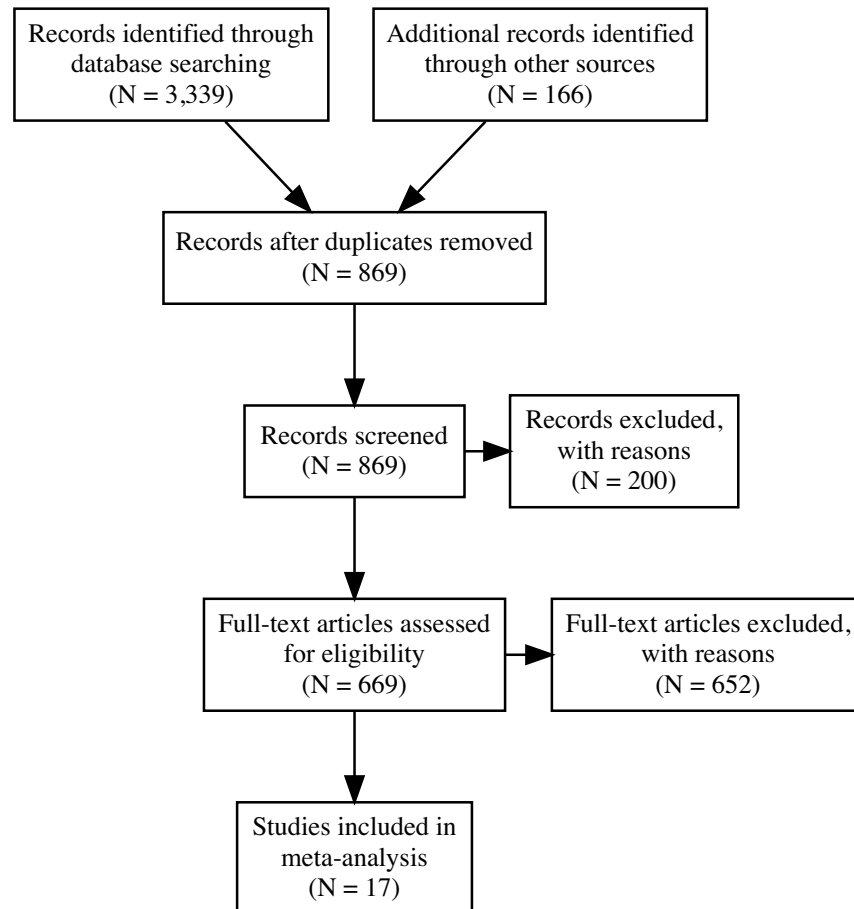 Records identified through
database searching
(N = 3,339)
Additional records identified
through other sources
(N = 166)
Records after duplicates removed
(N = 869)
Records screened
(N = 869)
Records excluded,
with reasons
(N = 200)
Full-text articles assessed
for eligibility
(N = 669)
Full-text articles excluded,
with reasons
(N = 652)
Studies included in
meta-analysis
(N = 17)